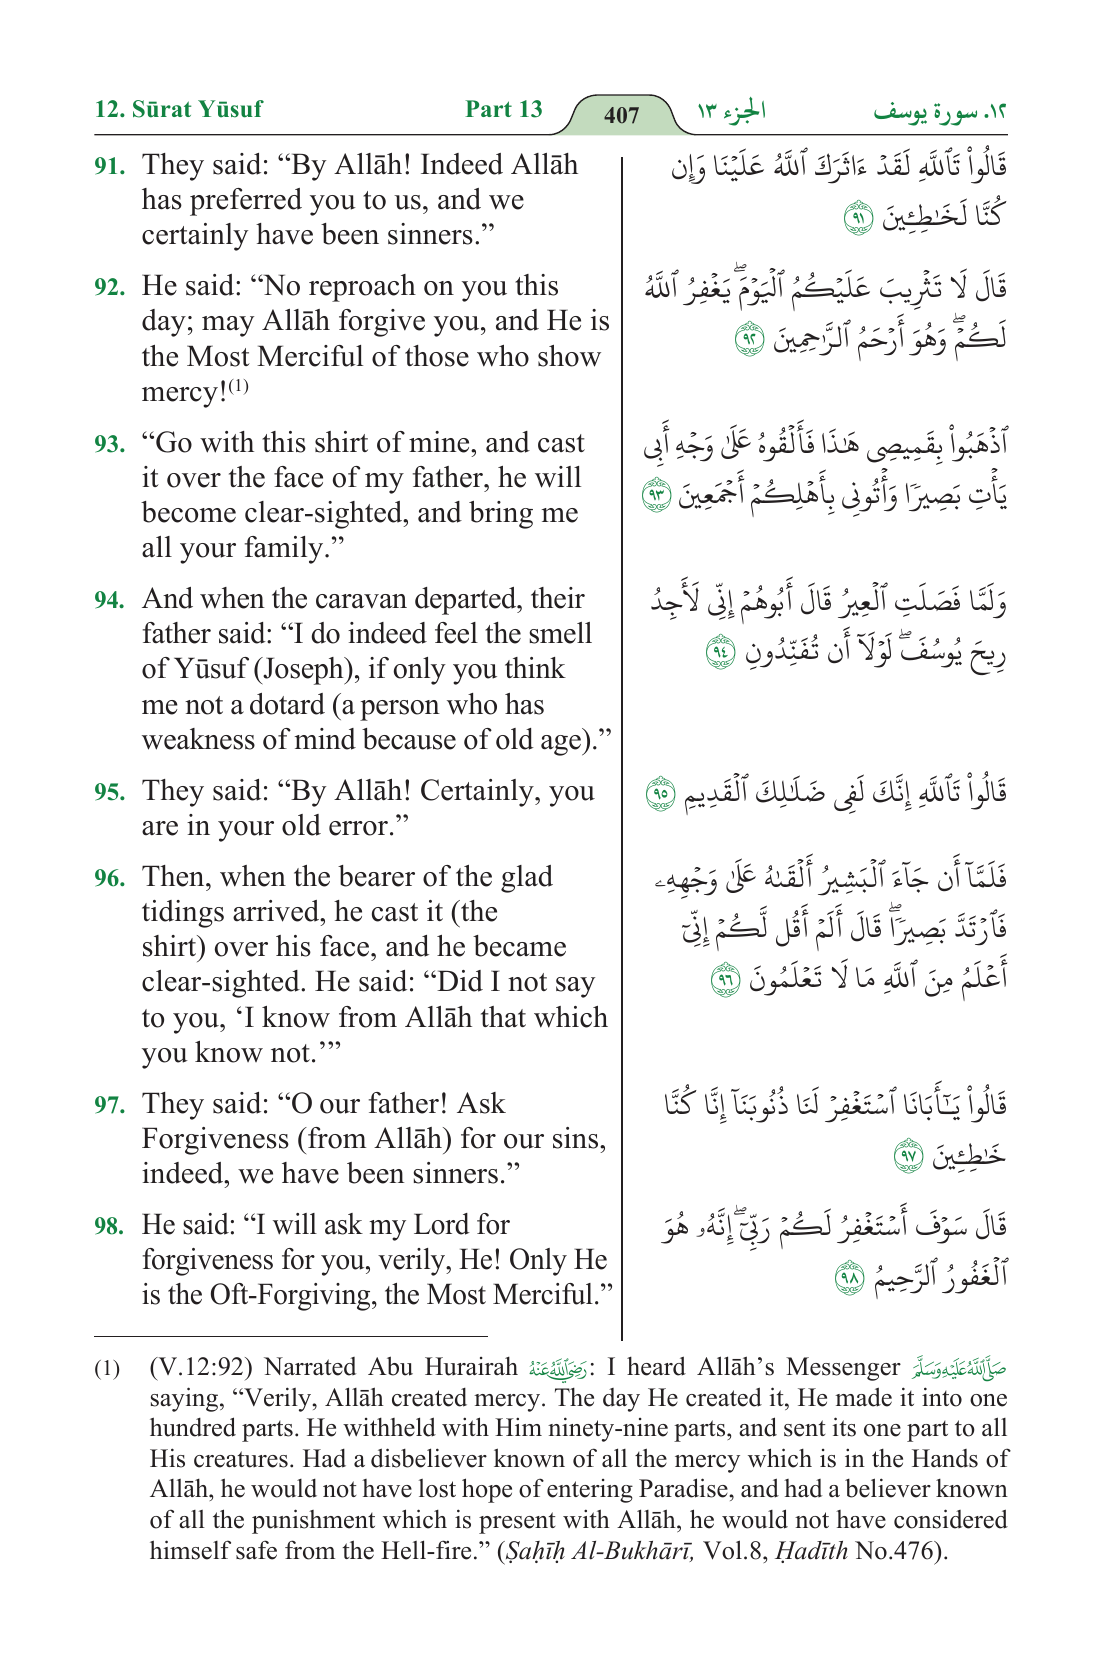 12. Sūrat Yūsuf
Part 13
407
الجزء ١٣
١٢. سورة يوسف
91. They said: “By Allāh! Indeed Allāh
has preferred you to us, and we
certainly have been sinners.”
قَالُوا۟ تَٱللَّهِ لَقَدْ ءَاثَرَكَ ٱللَّهُ عَلَيْنَا وَإِن
كُنَّا لَخَـٰطِـِٔينَ ٩١
92. He said: “No reproach on you this
day; may Allāh forgive you, and He is
the Most Merciful of those who show
mercy!(1)
قَالَ لَا تَثْرِيبَ عَلَيْكُمُ ٱلْيَوْمَ ۖ يَغْفِرُ ٱللَّهُ
لَكُمْ ۖ وَهُوَ أَرْحَمُ ٱلرَّٰحِمِينَ ٩٢
93. “Go with this shirt of mine, and cast
it over the face of my father, he will
become clear-sighted, and bring me
all your family.”
ٱذْهَبُوا۟ بِقَمِيصِى هَـٰذَا فَأَلْقُوهُ عَلَىٰ وَجْهِ أَبِى
يَأْتِ بَصِيرًا وَأْتُونِى بِأَهْلِكُمْ أَجْمَعِينَ ٩٣
94. And when the caravan departed, their
father said: “I do indeed feel the smell
of Yūsuf (Joseph), if only you think
me not a dotard (a person who has
weakness of mind because of old age).”
وَلَمَّا فَصَلَتِ ٱلْعِيرُ قَالَ أَبُوهُمْ إِنِّى لَأَجِدُ
رِيحَ يُوسُفَ ۖ لَوْلَآ أَن تُفَنِّدُونِ ٩٤
95. They said: “By Allāh! Certainly, you
are in your old error.”
قَالُوا۟ تَٱللَّهِ إِنَّكَ لَفِى ضَلَـٰلِكَ ٱلْقَدِيمِ ٩٥
96. Then, when the bearer of the glad
tidings arrived, he cast it (the
shirt) over his face, and he became
clear-sighted. He said: “Did I not say
to you, ‘I know from Allāh that which
you know not.’”
فَلَمَّآ أَن جَآءَ ٱلْبَشِيرُ أَلْقَىٰهُ عَلَىٰ وَجْهِهِۦ
فَٱرْتَدَّ بَصِيرًا ۖ قَالَ أَلَمْ أَقُل لَّكُمْ إِنِّىٓ
أَعْلَمُ مِنَ ٱللَّهِ مَا لَا تَعْلَمُونَ ٩٦
97. They said: “O our father! Ask
Forgiveness (from Allāh) for our sins,
indeed, we have been sinners.”
قَالُوا۟ يَـٰٓأَبَانَا ٱسْتَغْفِرْ لَنَا ذُنُوبَنَآ إِنَّا كُنَّا
خَـٰطِـِٔينَ ٩٧
98. He said: “I will ask my Lord for
forgiveness for you, verily, He! Only He
is the Oft-Forgiving, the Most Merciful.”
قَالَ سَوْفَ أَسْتَغْفِرُ لَكُمْ رَبِّىٓ ۖ إِنَّهُۥ هُوَ
ٱلْغَفُورُ ٱلرَّحِيمُ ٩٨
(1) (V.12:92) Narrated Abu Hurairah رضي الله عنه: I heard Allāh’s Messenger صلى الله عليه وسلم
saying, “Verily, Allāh created mercy. The day He created it, He made it into one
hundred parts. He withheld with Him ninety-nine parts, and sent its one part to all
His creatures. Had a disbeliever known of all the mercy which is in the Hands of
Allāh, he would not have lost hope of entering Paradise, and had a believer known
of all the punishment which is present with Allāh, he would not have considered
himself safe from the Hell-fire.” (Ṣaḥīḥ Al-Bukhārī, Vol.8, Ḥadīth No.476).